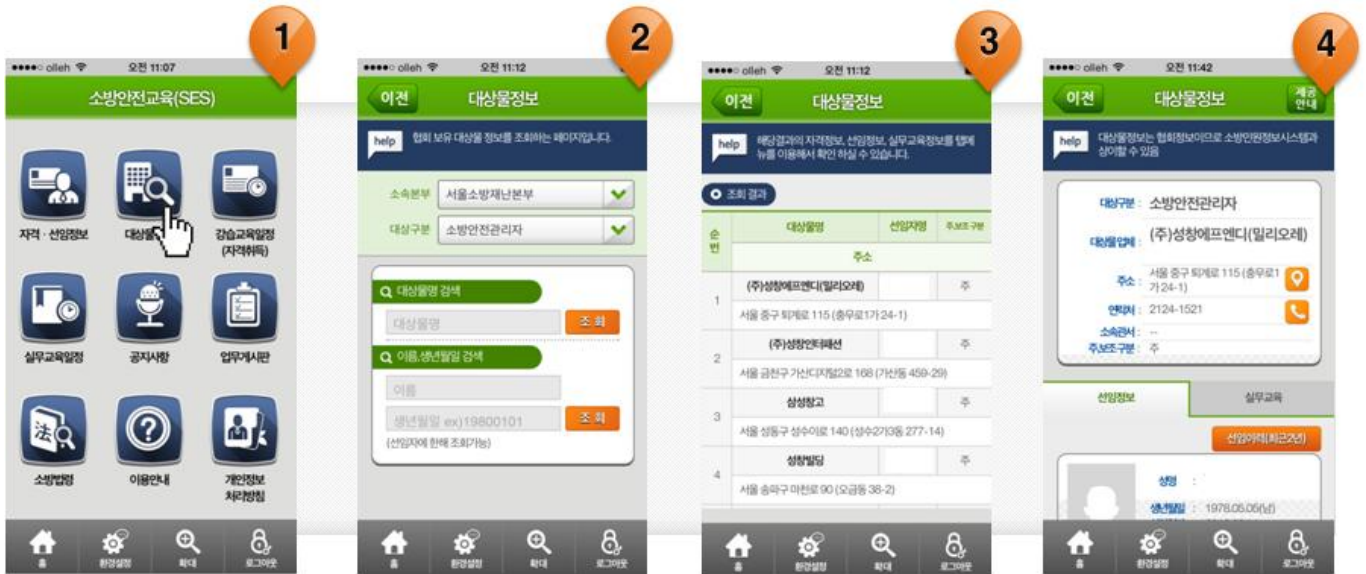 1
olleh 오전 11:07
소방안전교육(SES)
자격 · 선임정보
대상물
강습교육일정
(자격취득)
실무교육일정
공지사항
업무게시판
소방법령
이용안내
개인정보
처리방침
홈
환경설정
확대
로그아웃
2
olleh 오전 11:12
이전
대상물정보
help
협회 보유 대상물 정보를 조회하는 페이지입니다.
소속본부 서울소방재난본부
대상구분 소방안전관리자
대상물명 검색
대상물명
조회
이름,생년월일 검색
이름
생년월일 ex)19800101
조회
(선임자에 한해 조회가능)
홈
환경설정
확대
로그아웃
3
olleh 오전 11:12
이전
대상물정보
help
해당결과의 자격정보, 선임정보, 실무교육정보를 탭메
뉴를 이용해서 확인 하실 수 있습니다.
조회 결과
순번 대상물명 선임자명 주.보조 구분
주소
1 (주)성창에프엔디(밀리오레) 주
서울 중구 퇴계로 115 (충무로1가 24-1)
2 (주)성창인터패션 주
서울 금천구 가산디지털2로 168 (가산동 459-29)
3 삼성창고 주
서울 성동구 성수이로 140 (성수2가3동 277-14)
4 성창빌딩 주
서울 송파구 마천로 90 (오금동 36-2)
홈
환경설정
확대
로그아웃
4
olleh 오전 11:42
이전
대상물정보
제공
안내
help
대상물정보는 협회정보이므로 소방민원정보시스템과
상이할 수 있음
대상구분 : 소방안전관리자
대상물업체 : (주)성창에프엔디(밀리오레)
주소 : 서울 중구 퇴계로 115 (충무로1
가 24-1)
연락처 : 2124-1521
소속관서 : --
주.보조구분 : 주
선임정보
실무교육
선임이력(최근2년)
성명 :
생년월일 : 1978.05.05(남)
홈
환경설정
확대
로그아웃